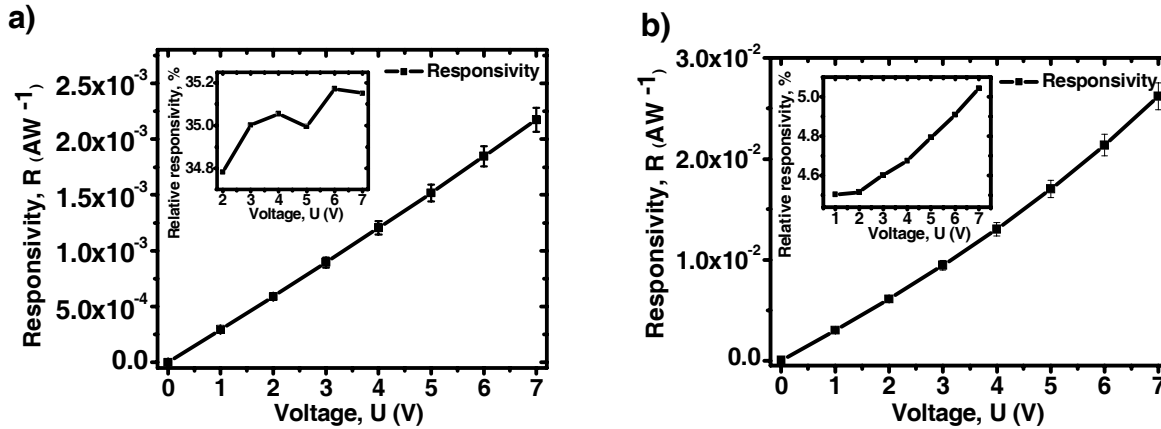 a)
Responsivity, R (AW⁻¹)
2.5x10⁻³
2.0x10⁻³
1.5x10⁻³
1.0x10⁻³
5.0x10⁻⁴
0.0
0 1 2 3 4 5 6 7
Voltage, U (V)
Responsivity
Relative responsivity, %
35.2
35.0
34.8
2 3 4 5 6 7
Voltage, U (V)
b)
Responsivity, R (AW⁻¹)
3.0x10⁻²
2.0x10⁻²
1.0x10⁻²
0.0
0 1 2 3 4 5 6 7
Voltage, U (V)
Responsivity
Relative responsivity, %
5.0
4.8
4.6
1 2 3 4 5 6 7
Voltage, U (V)